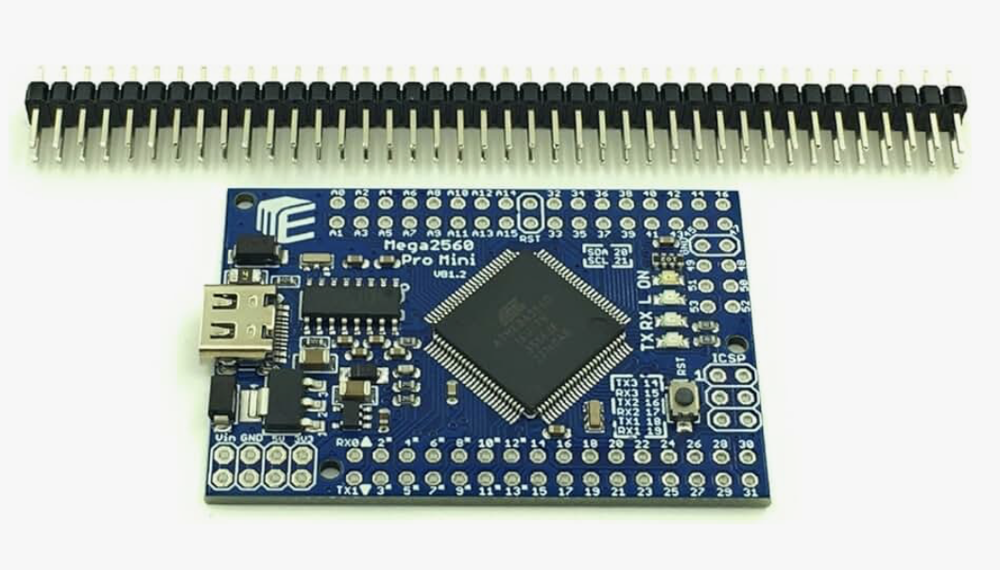 A0 A2 A4 A6 A8 A10 A12 A14 32 34 36 38 40 42 44 46
A1 A3 A5 A7 A9 A11 A13 A15 33 35 37 39 41 43
RST
Mega2560
Pro Mini
VB1.2
SDA 20
SCL 21
GND
49 48
51 50
53 52
ON
L
RX
TX
RST
ICSP
1
TX3 14
RX3 15
TX2 16
RX2 17
TX1 18
RX1 19
Vin GND 5V 3V3
RX0 2* 4* 6* 8* 10* 12* 14 16 18 20 22 24 26 28 30
TX1 3* 5* 7* 9* 11* 13* 15 17 19 21 23 25 27 29 31